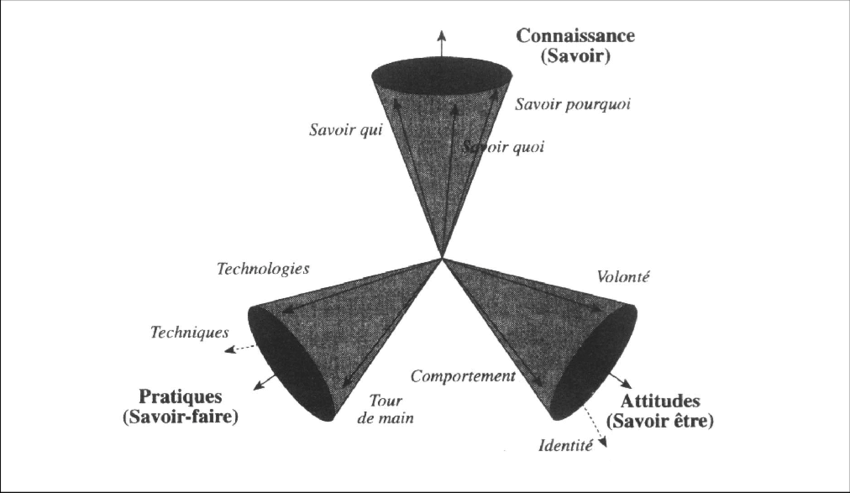 Connaissance
(Savoir)
Savoir pourquoi
Savoir qui
Savoir quoi
Technologies
Volonté
Techniques
Comportement
Pratiques
(Savoir-faire)
Tour
de main
Attitudes
(Savoir être)
Identité